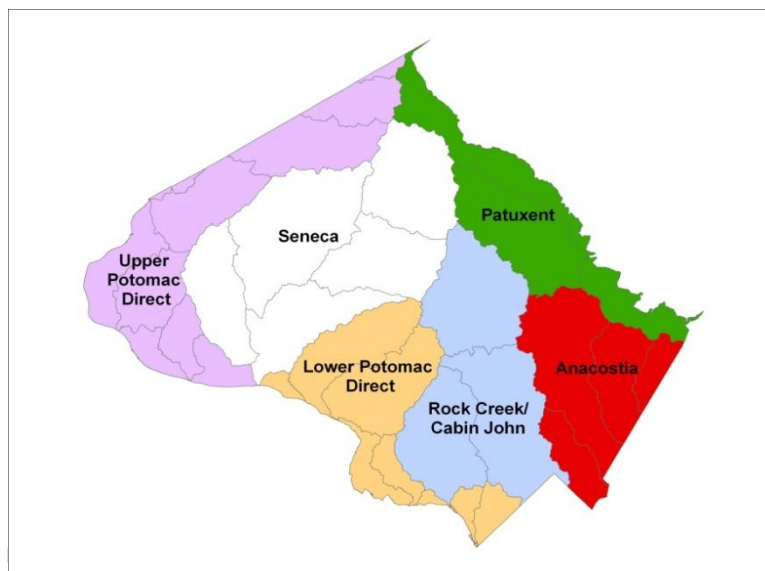 Patuxent
Seneca
Upper
Potomac
Direct
Lower Potomac
Direct
Anacostia
Rock Creek/
Cabin John